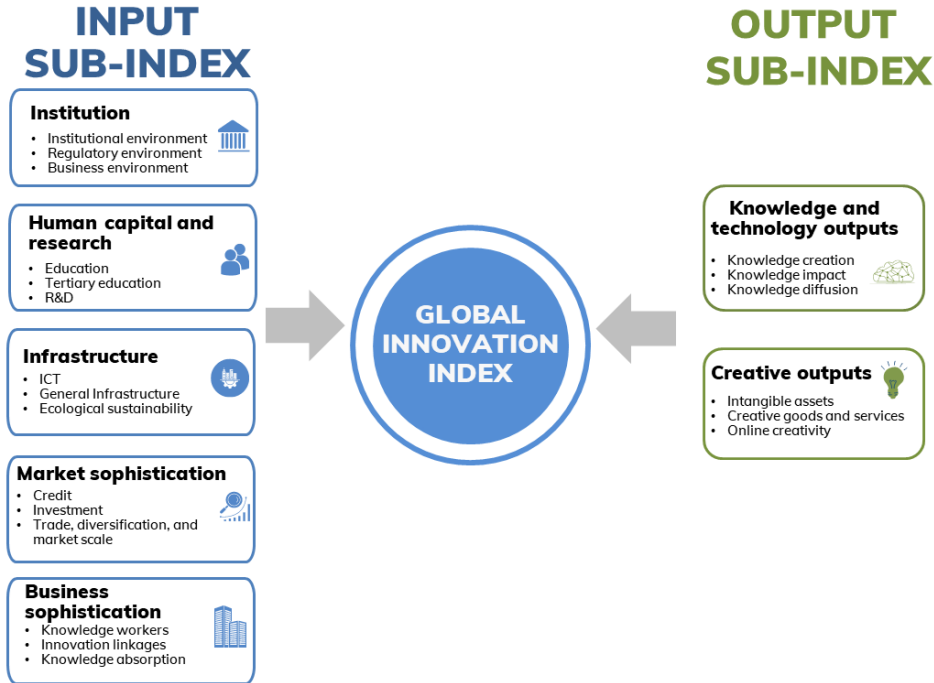 INPUT
SUB-INDEX
Institution
• Institutional environment
• Regulatory environment
• Business environment
Human capital and
research
• Education
• Tertiary education
• R&D
Infrastructure
• ICT
• General Infrastructure
• Ecological sustainability
Market sophistication
• Credit
• Investment
• Trade, diversification, and
market scale
Business
sophistication
• Knowledge workers
• Innovation linkages
• Knowledge absorption
GLOBAL
INNOVATION
INDEX
OUTPUT
SUB-INDEX
Knowledge and
technology outputs
• Knowledge creation
• Knowledge impact
• Knowledge diffusion
Creative outputs
• Intangible assets
• Creative goods and services
• Online creativity